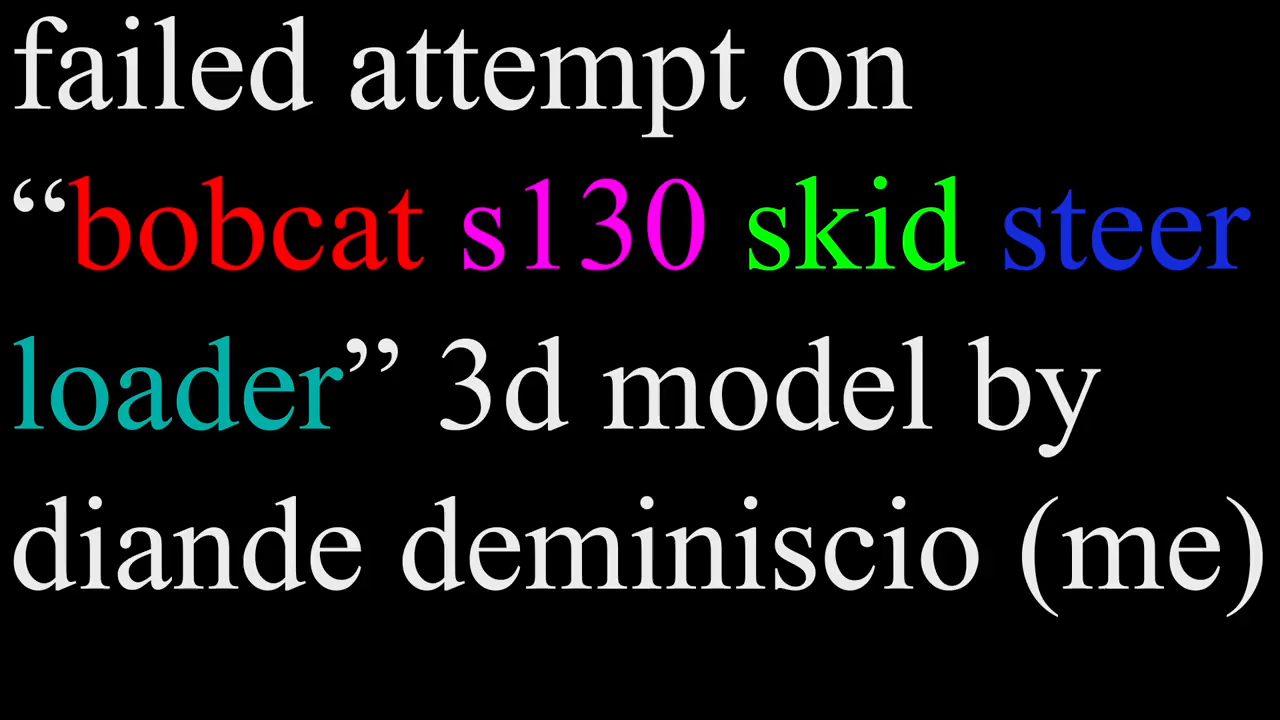 failed attempt on
“bobcat s130 skid steer
loader” 3d model by
diande deminiscio (me)